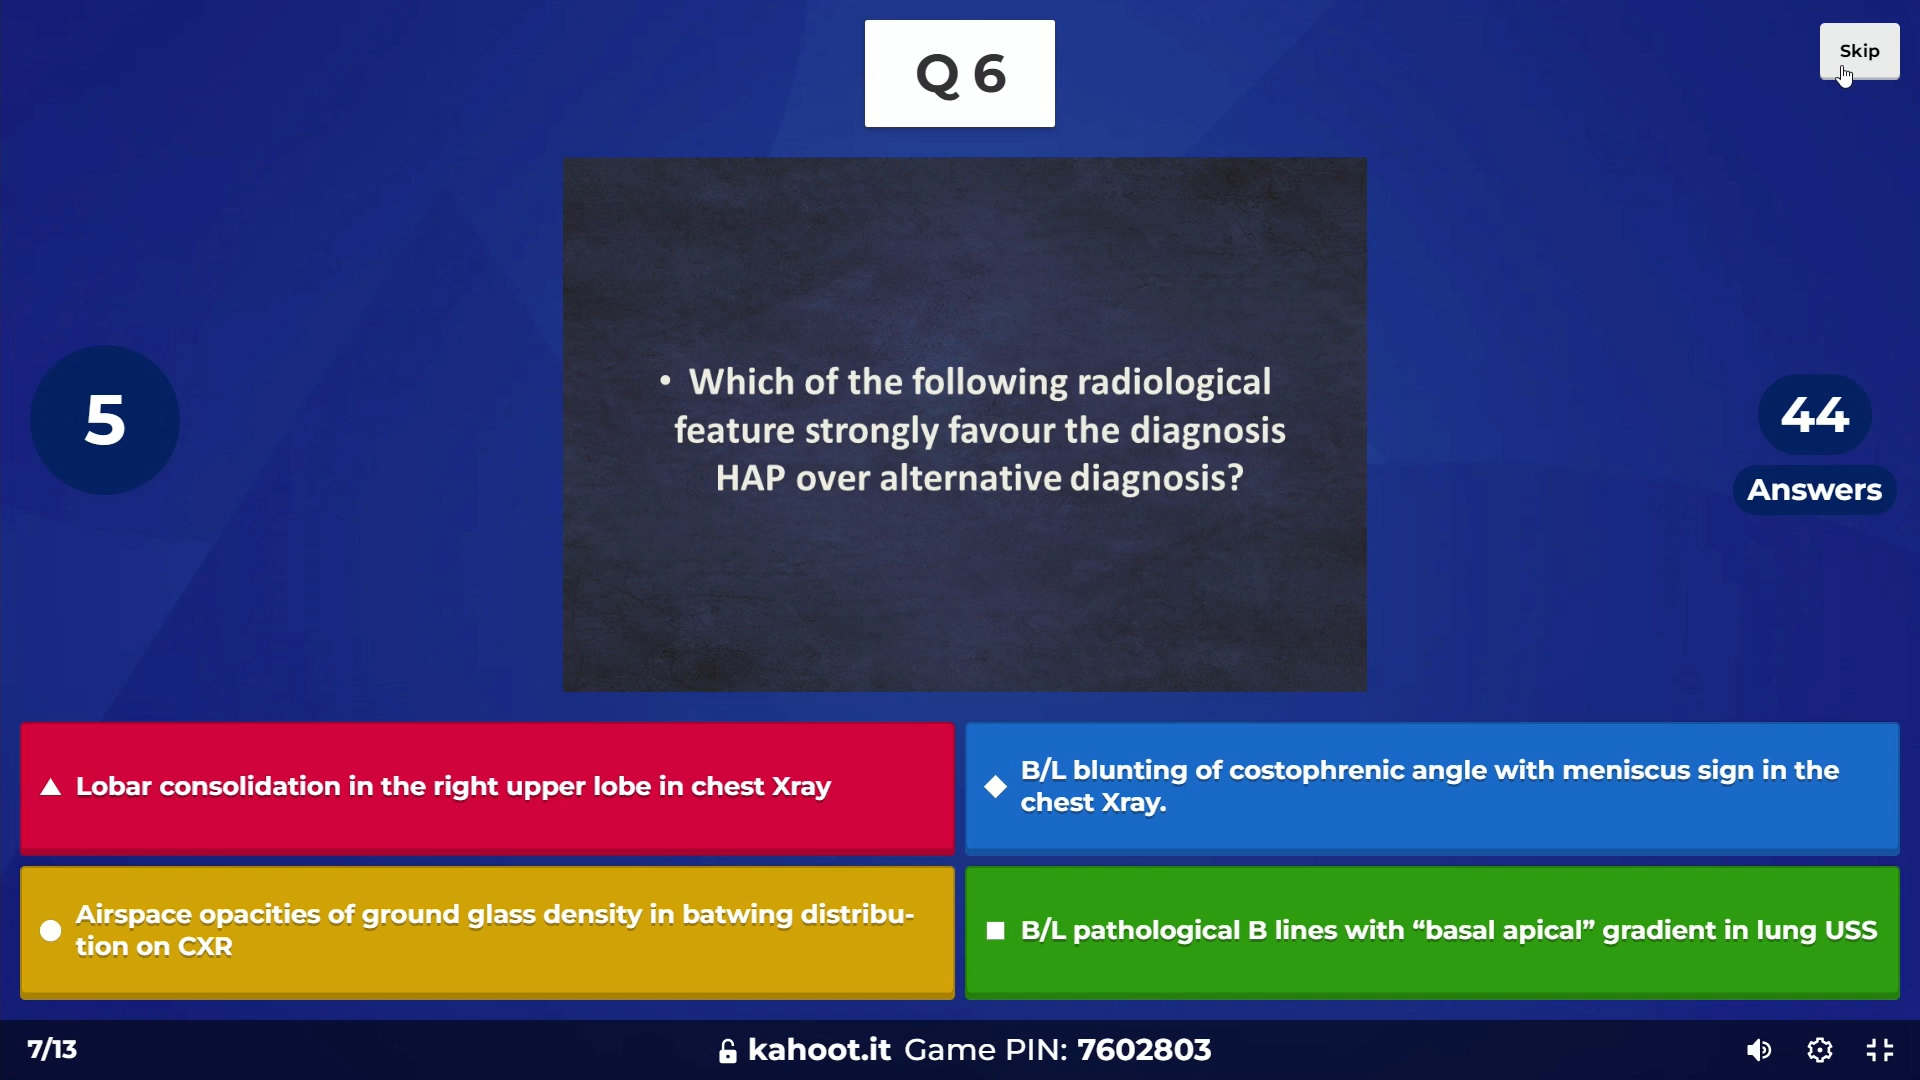 Q 6
Skip
• Which of the following radiological
feature strongly favour the diagnosis
HAP over alternative diagnosis?
5
44
Answers
Lobar consolidation in the right upper lobe in chest Xray
B/L blunting of costophrenic angle with meniscus sign in the
chest Xray.
Airspace opacities of ground glass density in batwing distribu-
tion on CXR
B/L pathological B lines with “basal apical” gradient in lung USS
7/13
kahoot.it Game PIN: 7602803